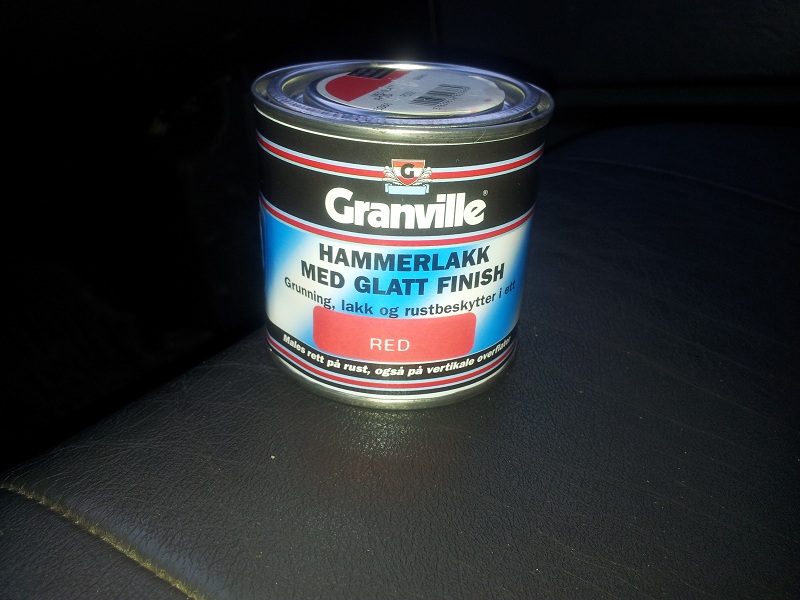 G
Granville®
HAMMERLAKK
MED GLATT FINISH
Grunning, lakk og rustbeskytter i ett
RED
Males rett på rust, også på vertikale overflater